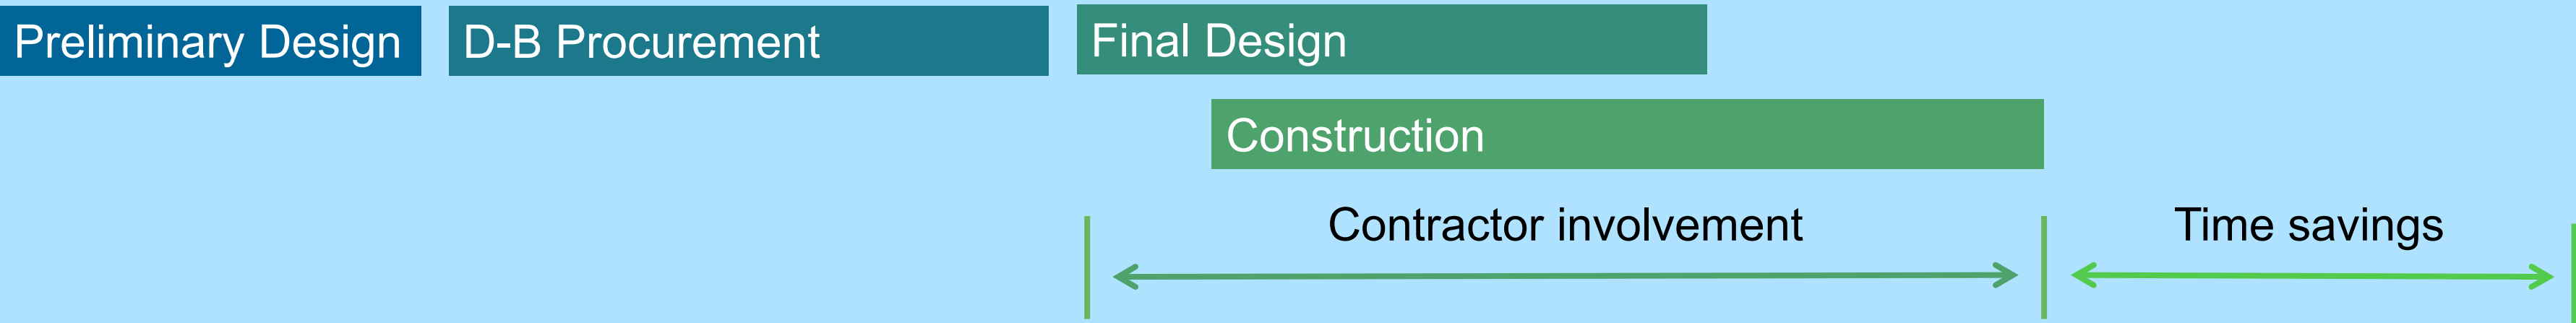 Preliminary Design
D-B Procurement
Final Design
Construction
Contractor involvement
Time savings